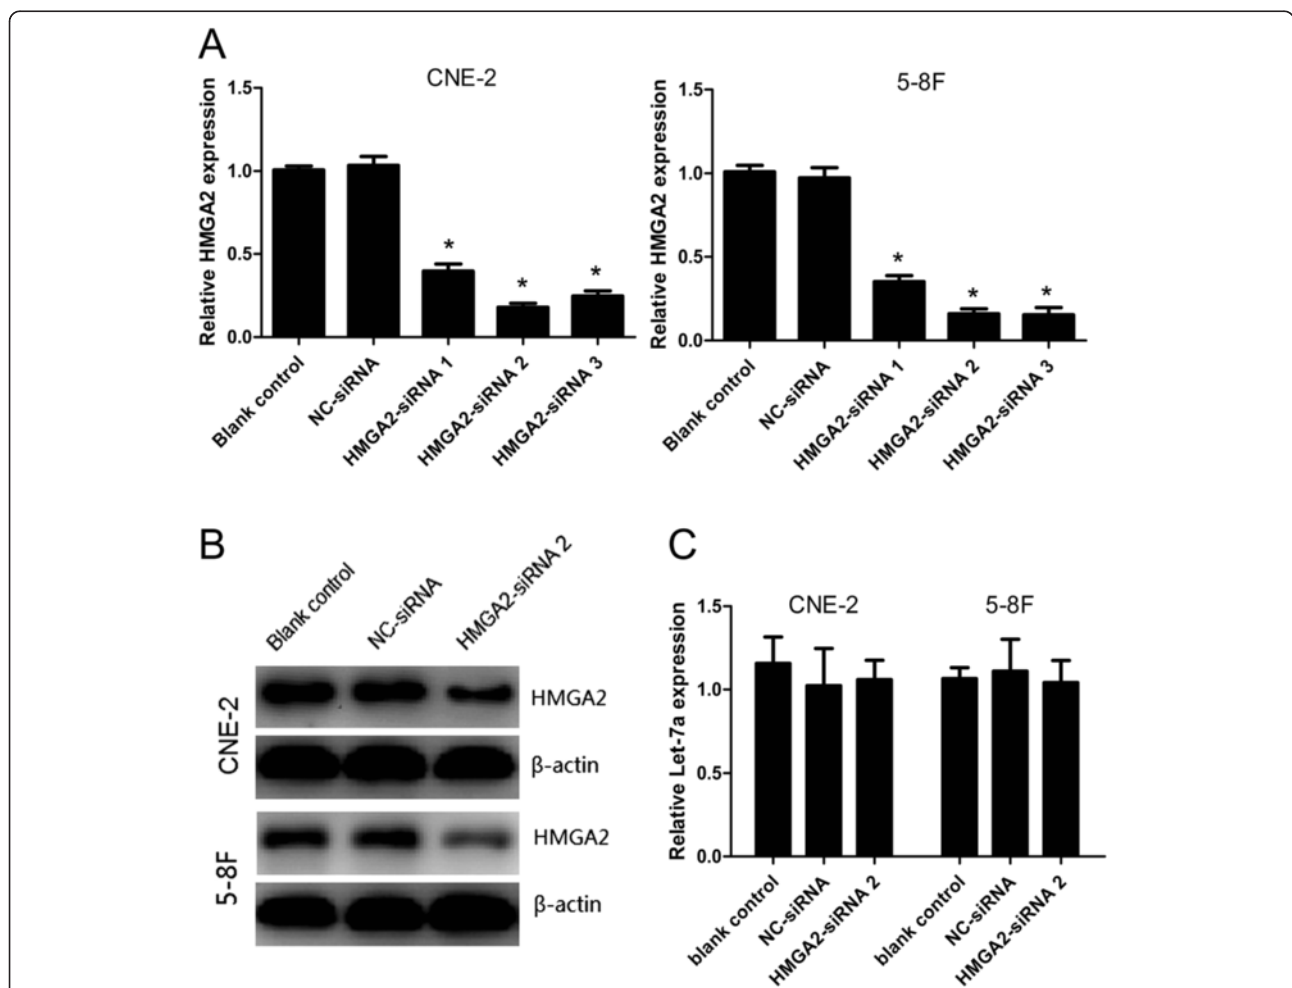 A
CNE-2
Relative HMGA2 expression
1.5
1.0
0.5
0.0
*
*
*
Blank control
NC-siRNA
HMGA2-siRNA 1
HMGA2-siRNA 2
HMGA2-siRNA 3
5-8F
Relative HMGA2 expression
1.5
1.0
0.5
0.0
*
*
*
Blank control
NC-siRNA
HMGA2-siRNA 1
HMGA2-siRNA 2
HMGA2-siRNA 3
B
Blank control
NC-siRNA
HMGA2-siRNA 2
CNE-2
HMGA2
β-actin
5-8F
HMGA2
β-actin
C
CNE-2
5-8F
Relative Let-7a expression
1.5
1.0
0.5
0.0
blank control
NC-siRNA
HMGA2-siRNA 2
blank control
NC-siRNA
HMGA2-siRNA 2